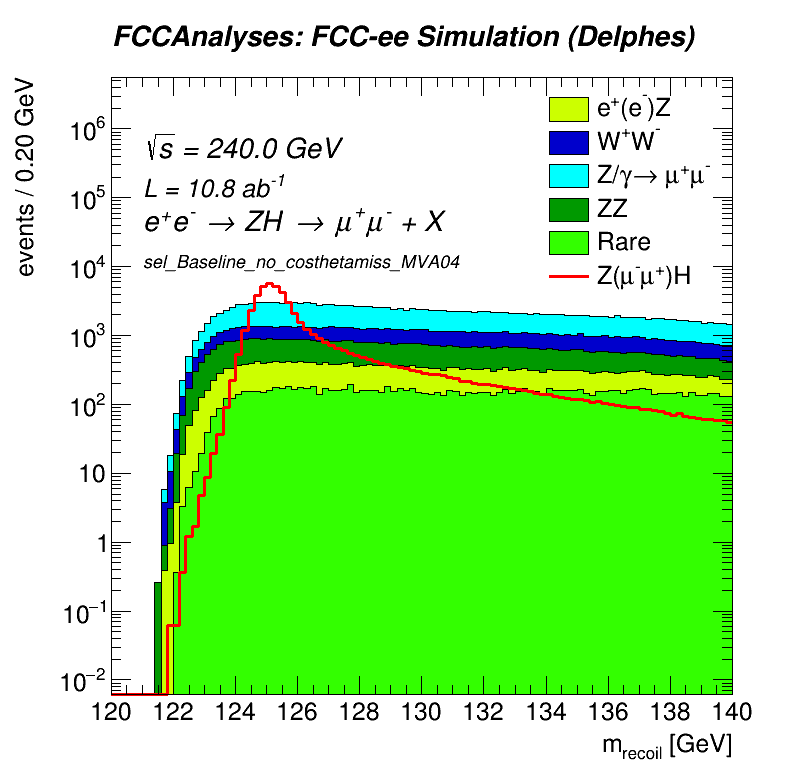 FCCAnalyses: FCC-ee Simulation (Delphes)
events / 0.20 GeV
√s = 240.0 GeV
L = 10.8 ab⁻¹
e⁺e⁻ → ZH → μ⁺μ⁻ + X
sel_Baseline_no_costhetamiss_MVA04
e⁺(e⁻)Z
W⁺W⁻
Z/γ→ μ⁺μ⁻
ZZ
Rare
Z(μ⁻μ⁺)H
10⁶
10⁵
10⁴
10³
10²
10
1
10⁻¹
10⁻²
120 122 124 126 128 130 132 134 136 138 140
m_recoil [GeV]